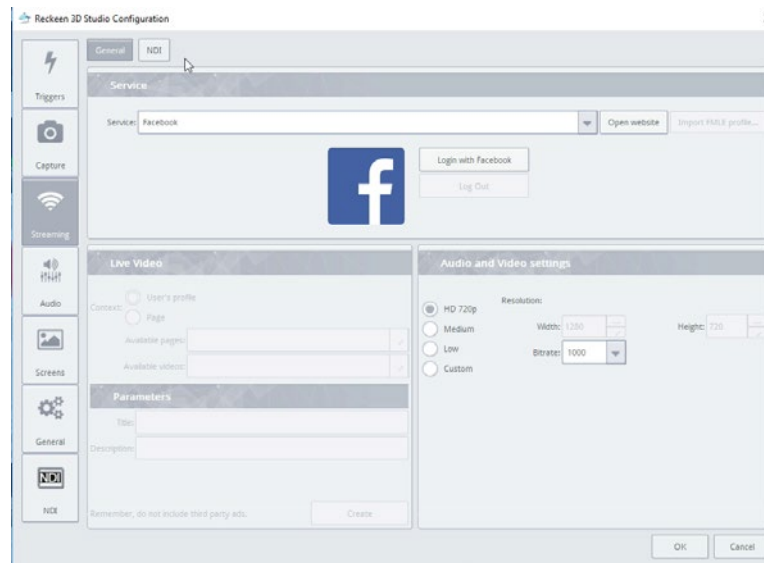 Reckeen 3D Studio Configuration
General
NDI
Triggers
Capture
Streaming
Audio
Screens
General
NDI
NDI
Service
Service: Facebook
Open website
Import FMLE profile...
Login with Facebook
Log Out
Live Video
Context:
User's profile
Page
Available pages:
Available videos:
Parameters
Title:
Description:
Remember, do not include third party ads.
Create
Audio and Video settings
HD 720p
Medium
Low
Custom
Resolution:
Width: 1280
Height: 720
Bitrate: 1000
OK
Cancel